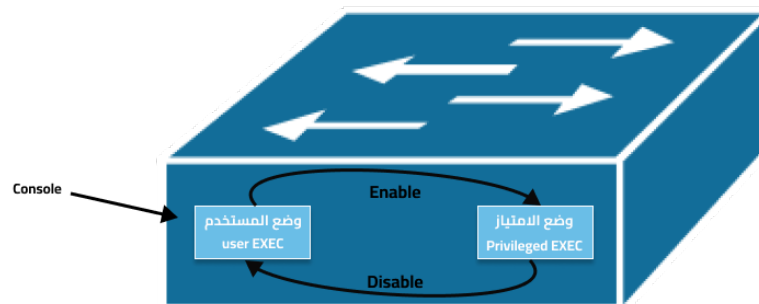 Console
Enable
وضع المستخدم
user EXEC
وضع الامتياز
Privileged EXEC
Disable